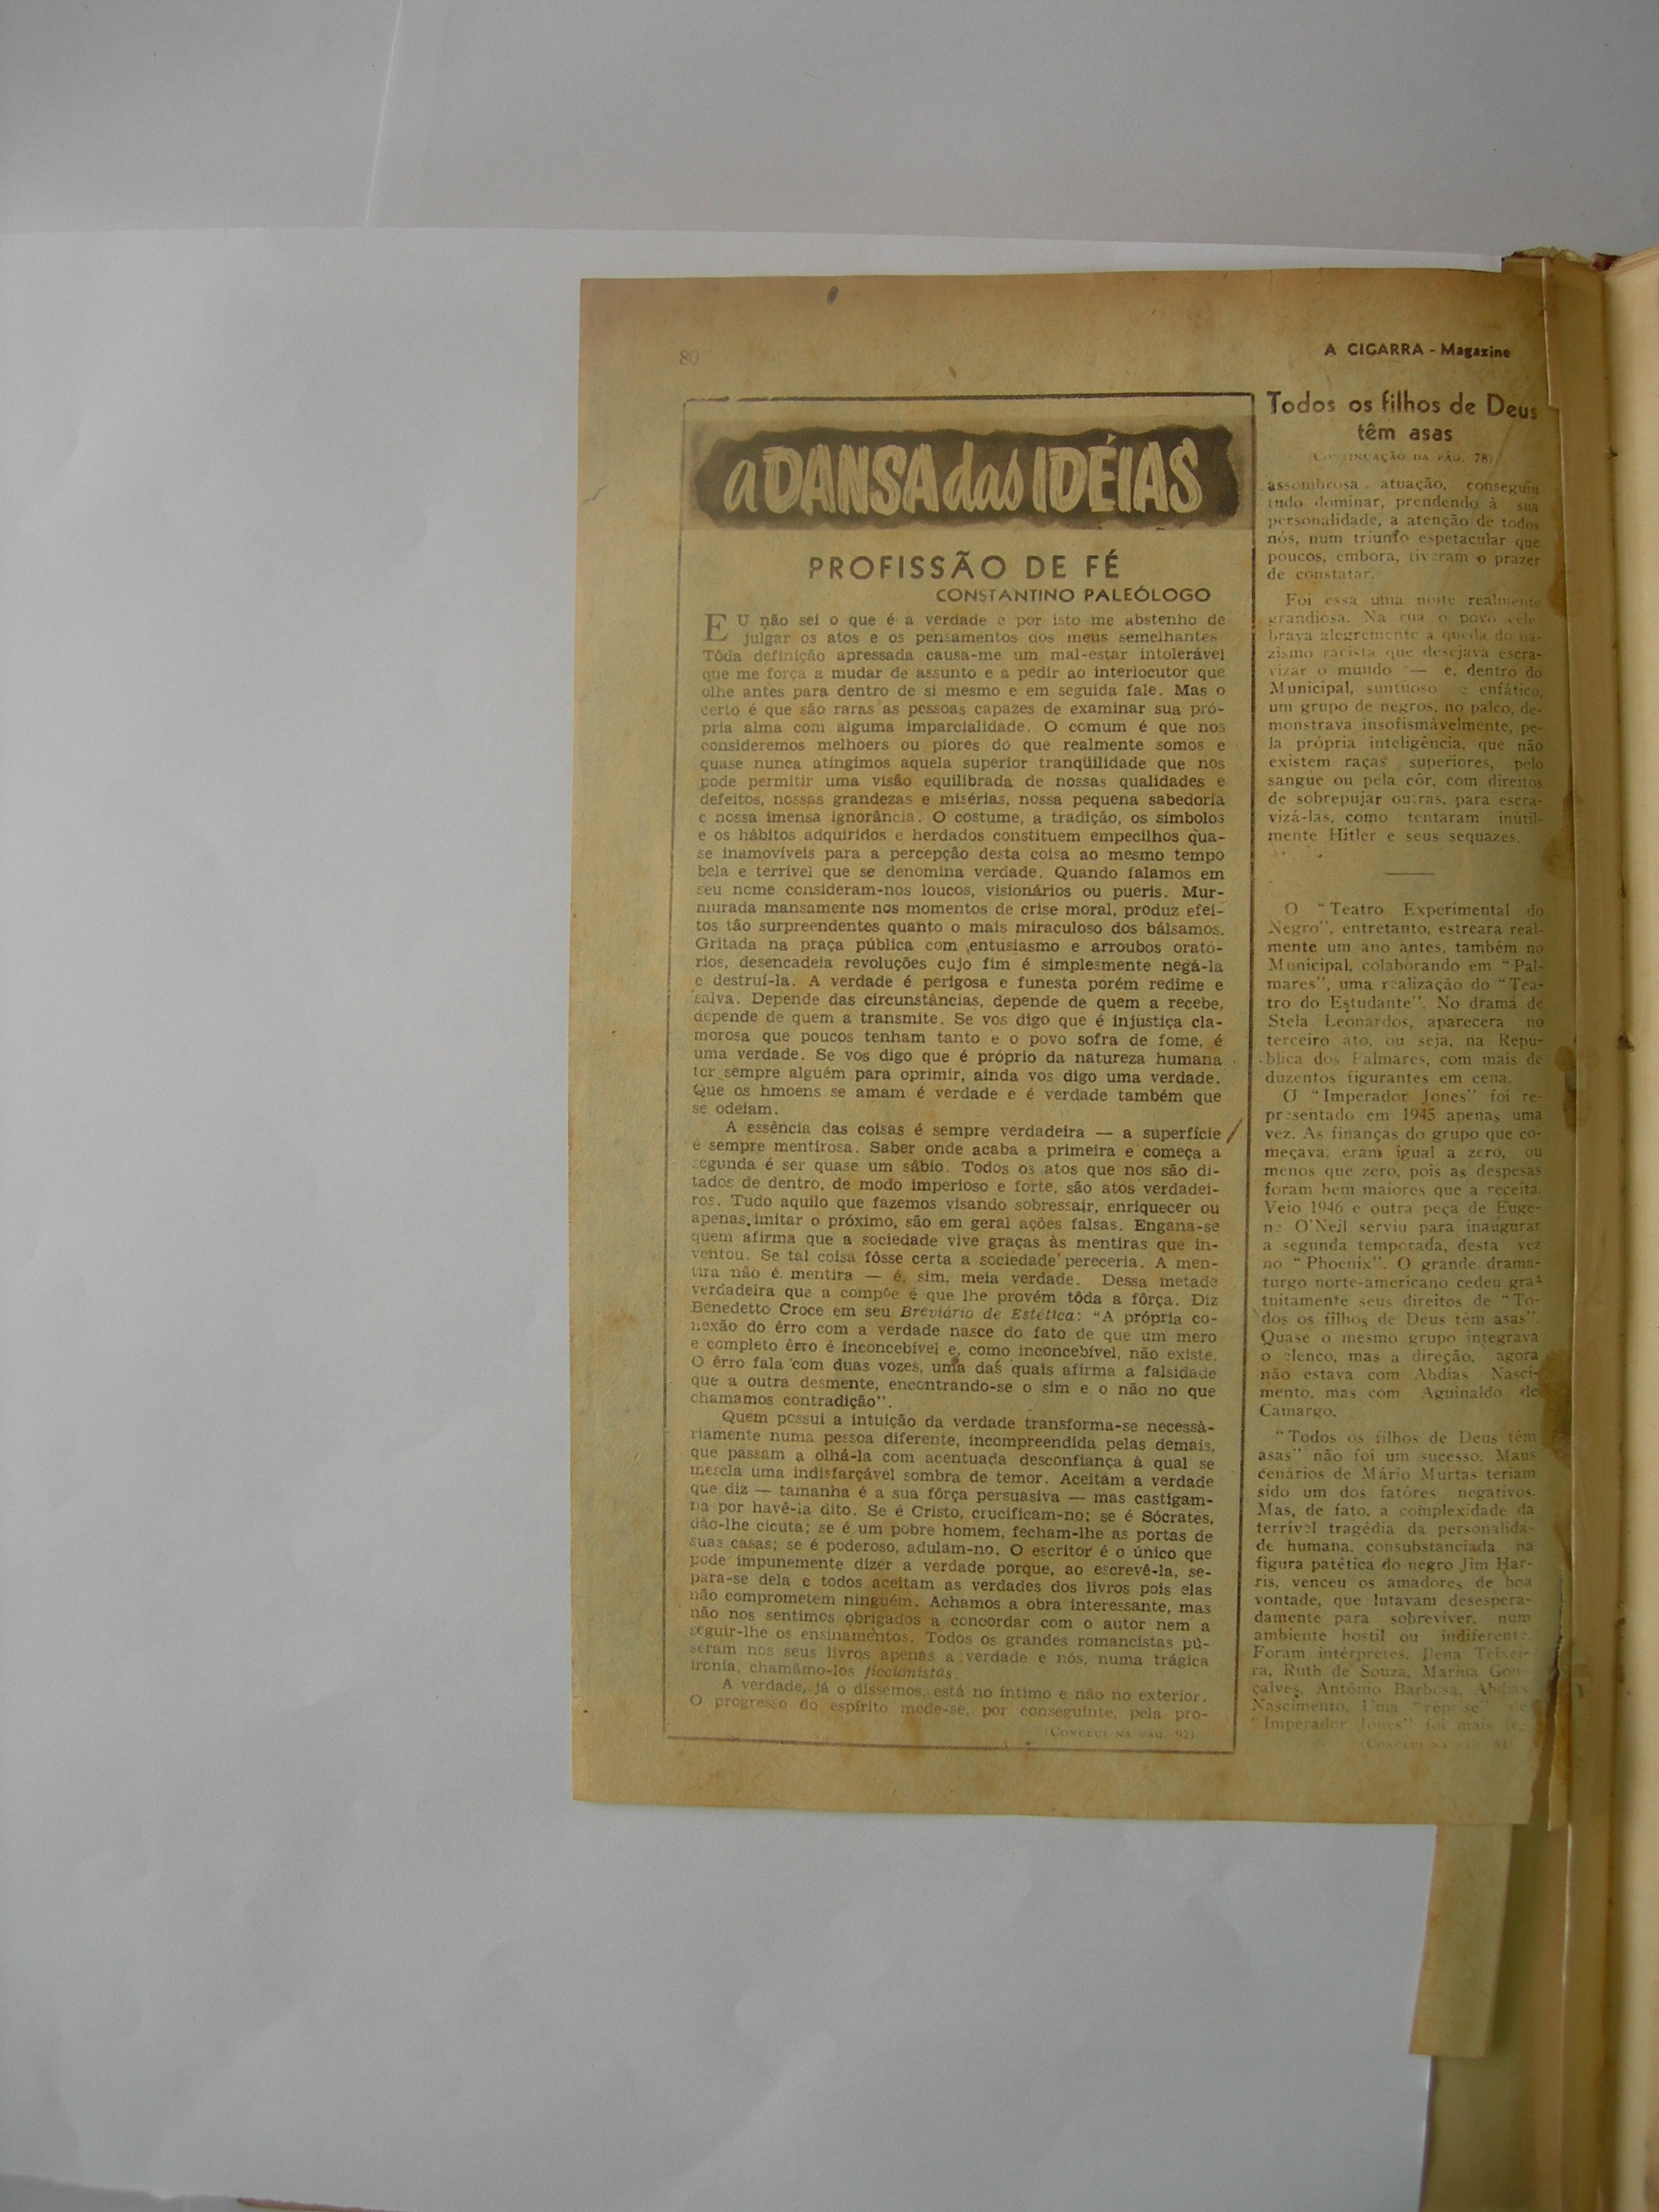 80
A CIGARRA - Magazine
a DANSA das IDÉIAS
PROFISSÃO DE FÉ
CONSTANTINO PALEÓLOGO
EU não sei o que é a verdade e por isto me abstenho de
julgar os atos e os pensamentos dos meus semelhantes
Tôda definição apressada causa-me um mal-estar intolerável
que me força a mudar de assunto e a pedir ao interlocutor que
olhe antes para dentro de si mesmo e em seguida fale. Mas o
certo é que são raras as pessoas capazes de examinar sua pró-
pria alma com alguma imparcialidade. O comum é que nos
consideremos melhoers ou piores do que realmente somos e
quase nunca atingimos aquela superior tranqüilidade que nos
pode permitir uma visão equilibrada de nossas qualidades e
defeitos, nossas grandezas e misérias, nossa pequena sabedoria
e nossa imensa ignorância. O costume, a tradição, os símbolos
e os hábitos adquiridos e herdados constituem empecilhos qua-
se inamovíveis para a percepção desta coisa ao mesmo tempo
bela e terrível que se denomina verdade. Quando falamos em
seu nome consideram-nos loucos, visionários ou pueris. Mur-
murada mansamente nos momentos de crise moral, produz efei-
tos tão surpreendentes quanto o mais miraculoso dos bálsamos.
Gritada na praça pública com entusiasmo e arroubos orató-
rios, desencadeia revoluções cujo fim é simplesmente negá-la
e destruí-la. A verdade é perigosa e funesta porém redime e
salva. Depende das circunstâncias, depende de quem a recebe,
depende de quem a transmite. Se vos digo que é injustiça cla-
morosa que poucos tenham tanto e o povo sofra de fome, é
uma verdade. Se vos digo que é próprio da natureza humana
ter sempre alguém para oprimir, ainda vos digo uma verdade.
Que os hmoens se amam é verdade e é verdade também que
se odeiam.
A essência das coisas é sempre verdadeira — a superfície
é sempre mentirosa. Saber onde acaba a primeira e começa a
segunda é ser quase um sábio. Todos os atos que nos são di-
tados de dentro, de modo imperioso e forte, são atos verdadei-
ros. Tudo aquilo que fazemos visando sobressair, enriquecer ou
apenas imitar o próximo, são em geral ações falsas. Engana-se
quem afirma que a sociedade vive graças às mentiras que in-
ventou. Se tal coisa fôsse certa a sociedade pereceria. A men-
tira não é mentira — é, sim, meia verdade. Dessa metade
verdadeira que a compõe é que lhe provém tôda a fôrça. Diz
Benedetto Croce em seu Breviário de Estética: "A própria co-
nexão do êrro com a verdade nasce do fato de que um mero
e completo êrro é inconcebível e, como inconcebível, não existe.
O êrro fala com duas vozes, uma das quais afirma a falsidade
que a outra desmente, encontrando-se o sim e o não no que
chamamos contradição".
Quem possui a intuição da verdade transforma-se necessà-
riamente numa pessoa diferente, incompreendida pelas demais,
que passam a olhá-la com acentuada desconfiança à qual se
mescla uma indisfarçável sombra de temor. Aceitam a verdade
que diz — tamanha é a sua fôrça persuasiva — mas castigam-
na por havê-la dito. Se é Cristo, crucificam-no; se é Sócrates,
dão-lhe cicuta; se é um pobre homem, fecham-lhe as portas de
suas casas; se é poderoso, adulam-no. O escritor é o único que
pode impunemente dizer a verdade porque, ao escrevê-la, se-
para-se dela e todos aceitam as verdades dos livros pois elas
não comprometem ninguém. Achamos a obra interessante, mas
não nos sentimos obrigados a concordar com o autor nem a
seguir-lhe os ensinamentos. Todos os grandes romancistas pu-
seram nos seus livros apenas a verdade e nós, numa trágica
ironia, chamâmo-los ficcionistas.
A verdade, já o dissemos, está no íntimo e não no exterior.
O progresso do espírito mede-se, por conseguinte, pela pro-
(CONCLUI NA PÁG. 92)
Todos os filhos de Deus
têm asas
(CONTINUAÇÃO DA PÁG. 78)
assombrosa atuação, conseguiu
tudo dominar, prendendo à sua
personalidade, a atenção de todos
nós, num triunfo espetacular que
poucos, embora, tiveram o prazer
de constatar.
Foi essa uma noite realmente
grandiosa. Na rua o povo cele-
brava alegremente a queda do na-
zismo racista que desejava escra-
vizar o mundo — e, dentro do
Municipal, suntuoso e enfático,
um grupo de negros, no palco, de-
monstrava insofismàvelmente, pe-
la própria inteligência, que não
existem raças superiores, pelo
sangue ou pela côr, com direitos
de sobrepujar outras, para escra-
vizá-las, como tentaram inùtil-
mente Hitler e seus sequazes.
O "Teatro Experimental do
Negro", entretanto, estreara real-
mente um ano antes, também no
Municipal, colaborando em "Pal-
mares", uma realização do "Tea-
tro do Estudante". No drama de
Stela Leonardos, aparecera no
terceiro ato, ou seja, na Repú-
blica dos Palmares, com mais de
duzentos figurantes em cena.
O "Imperador Jones" foi re-
presentado em 1945 apenas uma
vez. As finanças do grupo que co-
meçava, eram igual a zero, ou
menos que zero, pois as despesas
foram bem maiores que a receita.
Veio 1946 e outra peça de Euge-
ne O'Neil serviu para inaugurar
a segunda temporada, desta vez
no "Phoenix". O grande drama-
turgo norte-americano cedeu gra-
tuitamente seus direitos de "To-
dos os filhos de Deus têm asas".
Quase o mesmo grupo integrava
o elenco, mas a direção, agora
não estava com Abdias Nasci-
mento, mas com Aguinaldo de
Camargo.
"Todos os filhos de Deus têm
asas" não foi um sucesso. Maus
cenários de Mário Murtas teriam
sido um dos fatôres negativos.
Mas, de fato, a complexidade da
terrível tragédia da personalida-
de humana, consubstanciada na
figura patética do negro Jim Har-
ris, venceu os amadores de boa
vontade, que lutavam desespera-
damente para sobreviver, num
ambiente hostil ou indiferente.
Foram intérpretes, Ilena Teixei-
ra, Ruth de Souza, Marina Gon-
çalves, Antônio Barbosa, Abdias
Nascimento. Uma "reprise" de
"Imperador Jones" foi mais